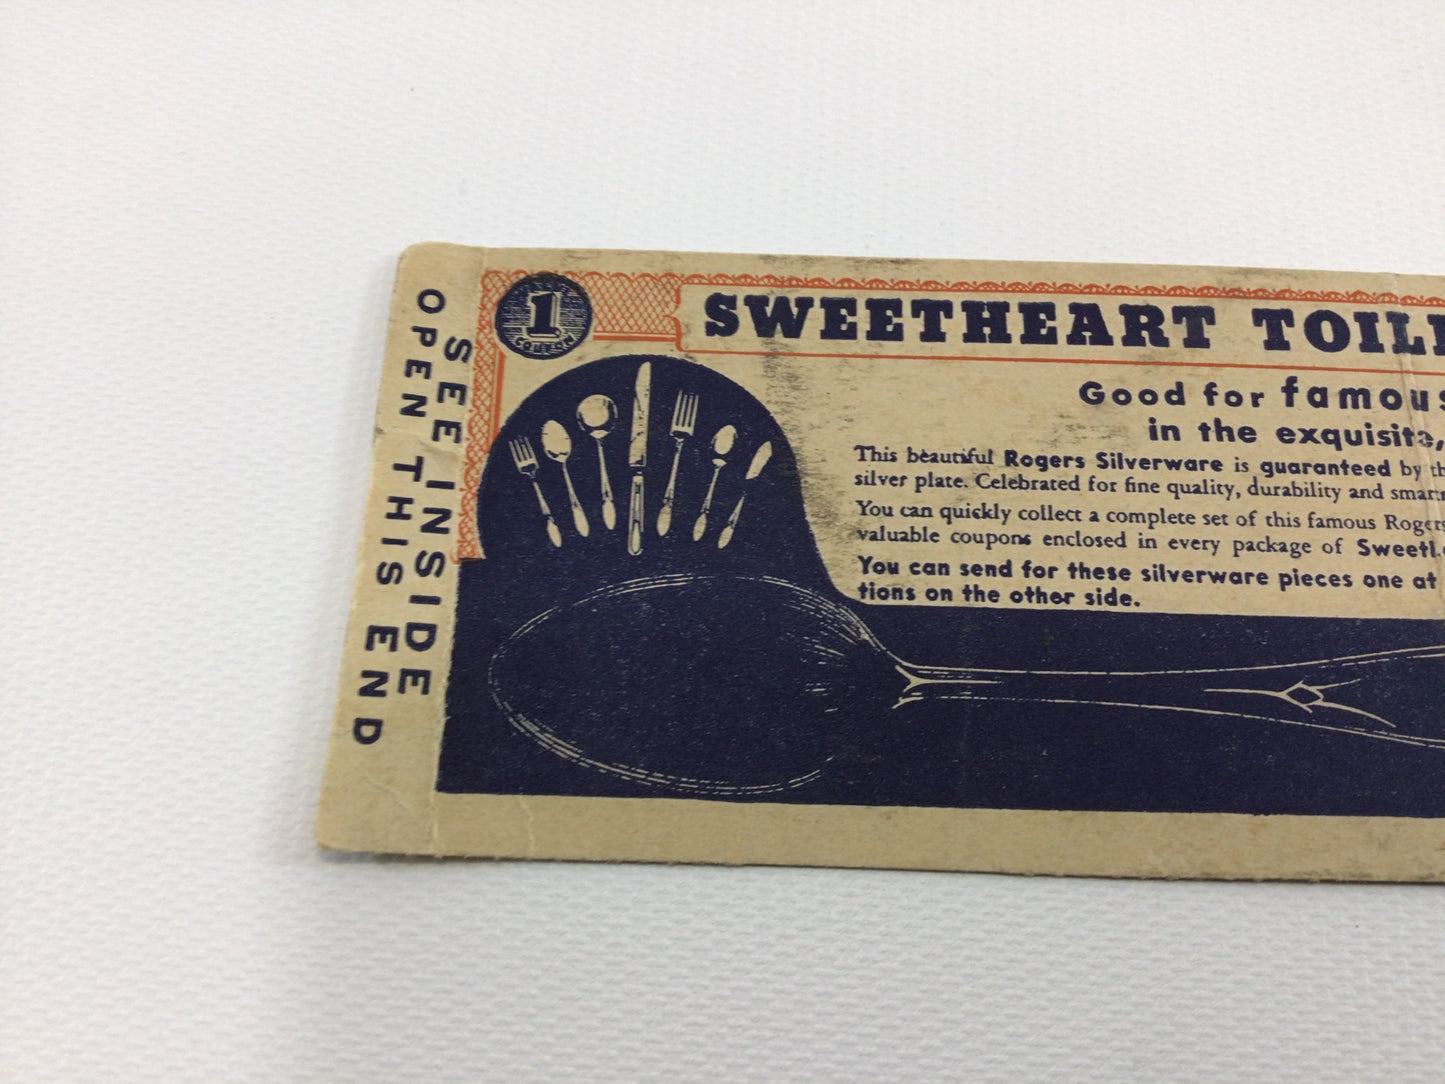 OPEN THIS END
SEE INSIDE
1
COUPON
SWEETHEART TOIL
Good for famous
in the exquisite,
This beautiful Rogers Silverware is guaranteed by th
silver plate. Celebrated for fine quality, durability and smart
You can quickly collect a complete set of this famous Rogers
valuable coupons enclosed in every package of Sweeth
You can send for these silverware pieces one at
tions on the other side.